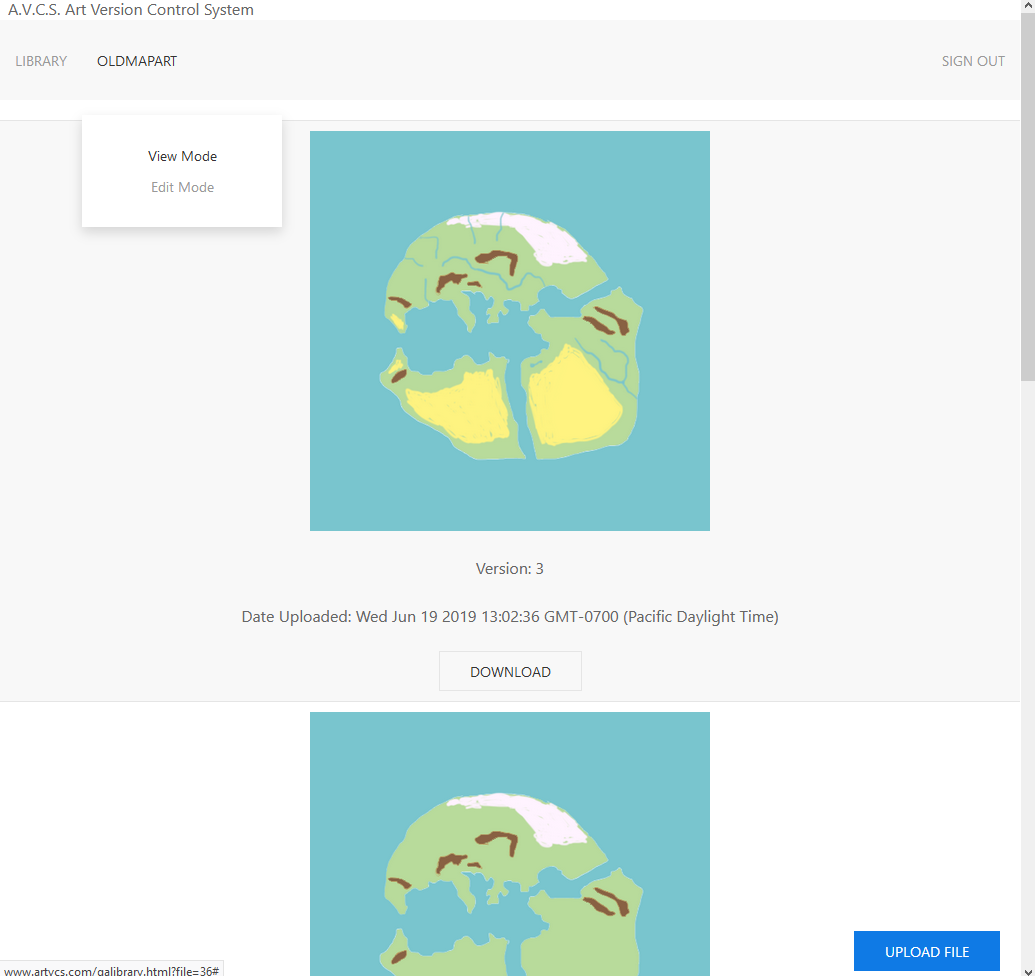 A.V.C.S. Art Version Control System
LIBRARY OLDMAPART SIGN OUT
View Mode
Edit Mode
Version: 3
Date Uploaded: Wed Jun 19 2019 13:02:36 GMT-0700 (Pacific Daylight Time)
DOWNLOAD
UPLOAD FILE
www.artvcs.com/galibrary.html?file=36#